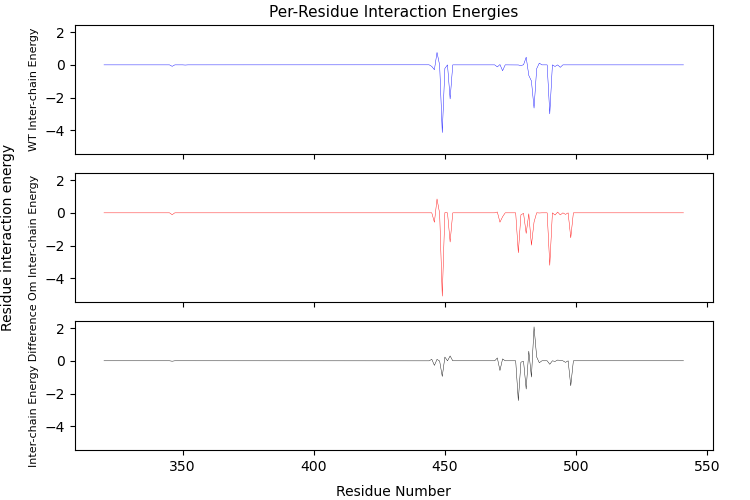 Per-Residue Interaction Energies
2
0
−2
−4
WT Inter-chain Energy
2
0
−2
−4
Om Inter-chain Energy
2
0
−2
−4
Inter-chain Energy Difference
Residue interaction energy
350
400
450
500
550
Residue Number